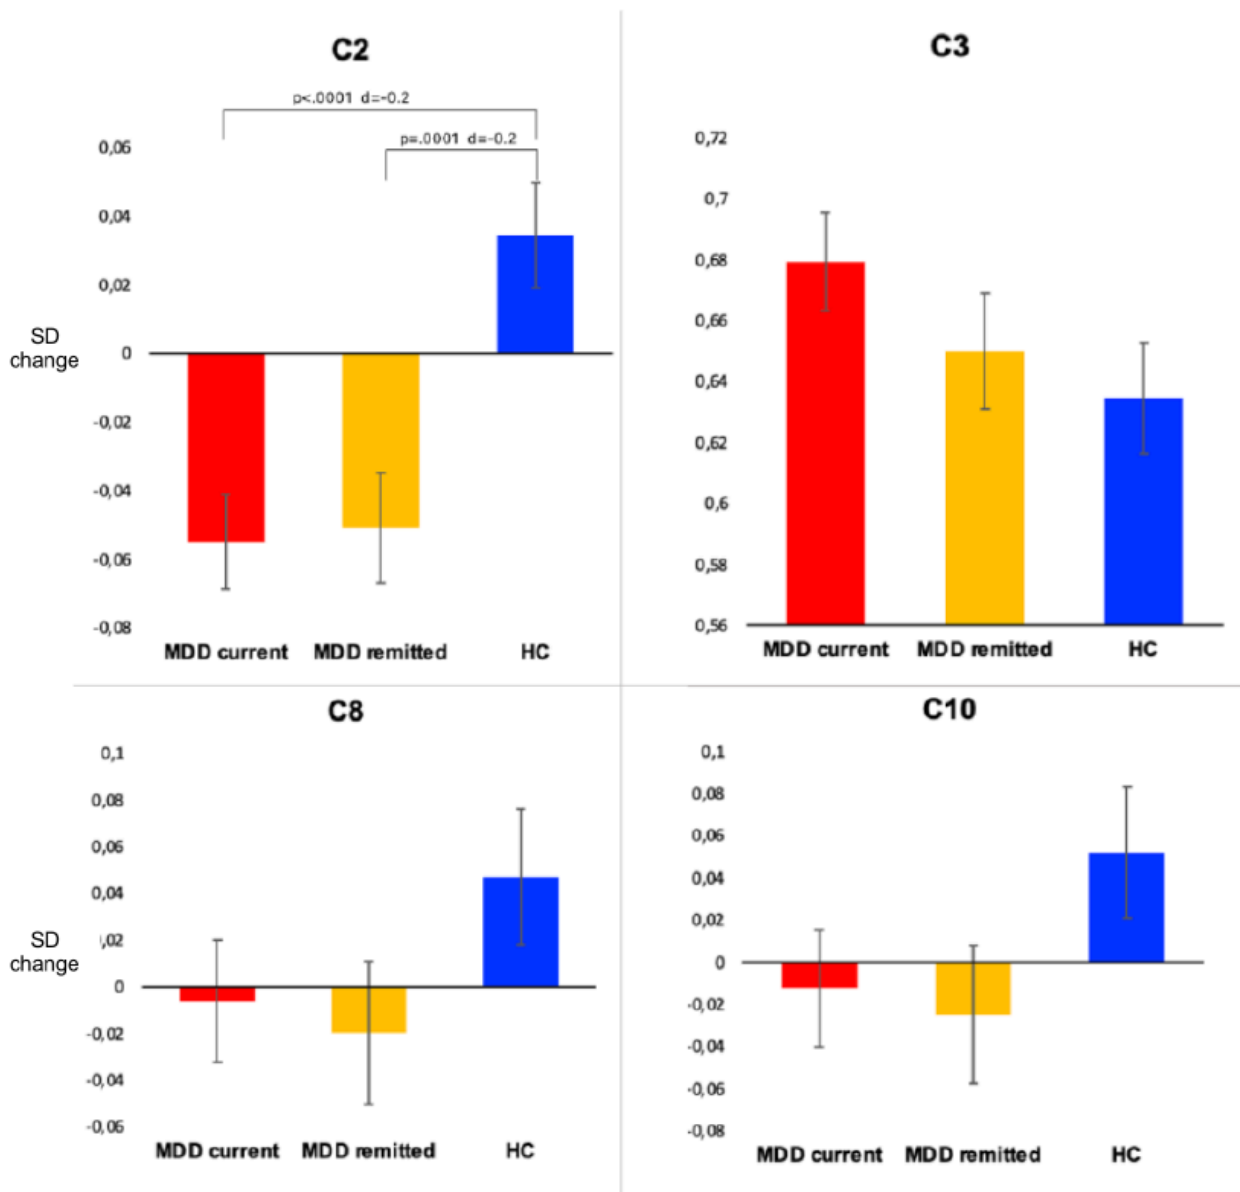 C2
p<.0001 d=-0.2
p=.0001 d=-0.2
0,06
0,04
0,02
0
-0,02
-0,04
-0,06
-0,08
SD
change
MDD current MDD remitted HC
C3
0,72
0,7
0,68
0,66
0,64
0,62
0,6
0,58
0,56
MDD current MDD remitted HC
C8
0,1
0,08
0,06
0,04
,02
0
-0,02
-0,04
-0,06
SD
change
MDD current MDD remitted HC
C10
0,1
0,08
0,06
0,04
0,02
0
-0,02
-0,04
-0,06
-0,08
MDD current MDD remitted HC